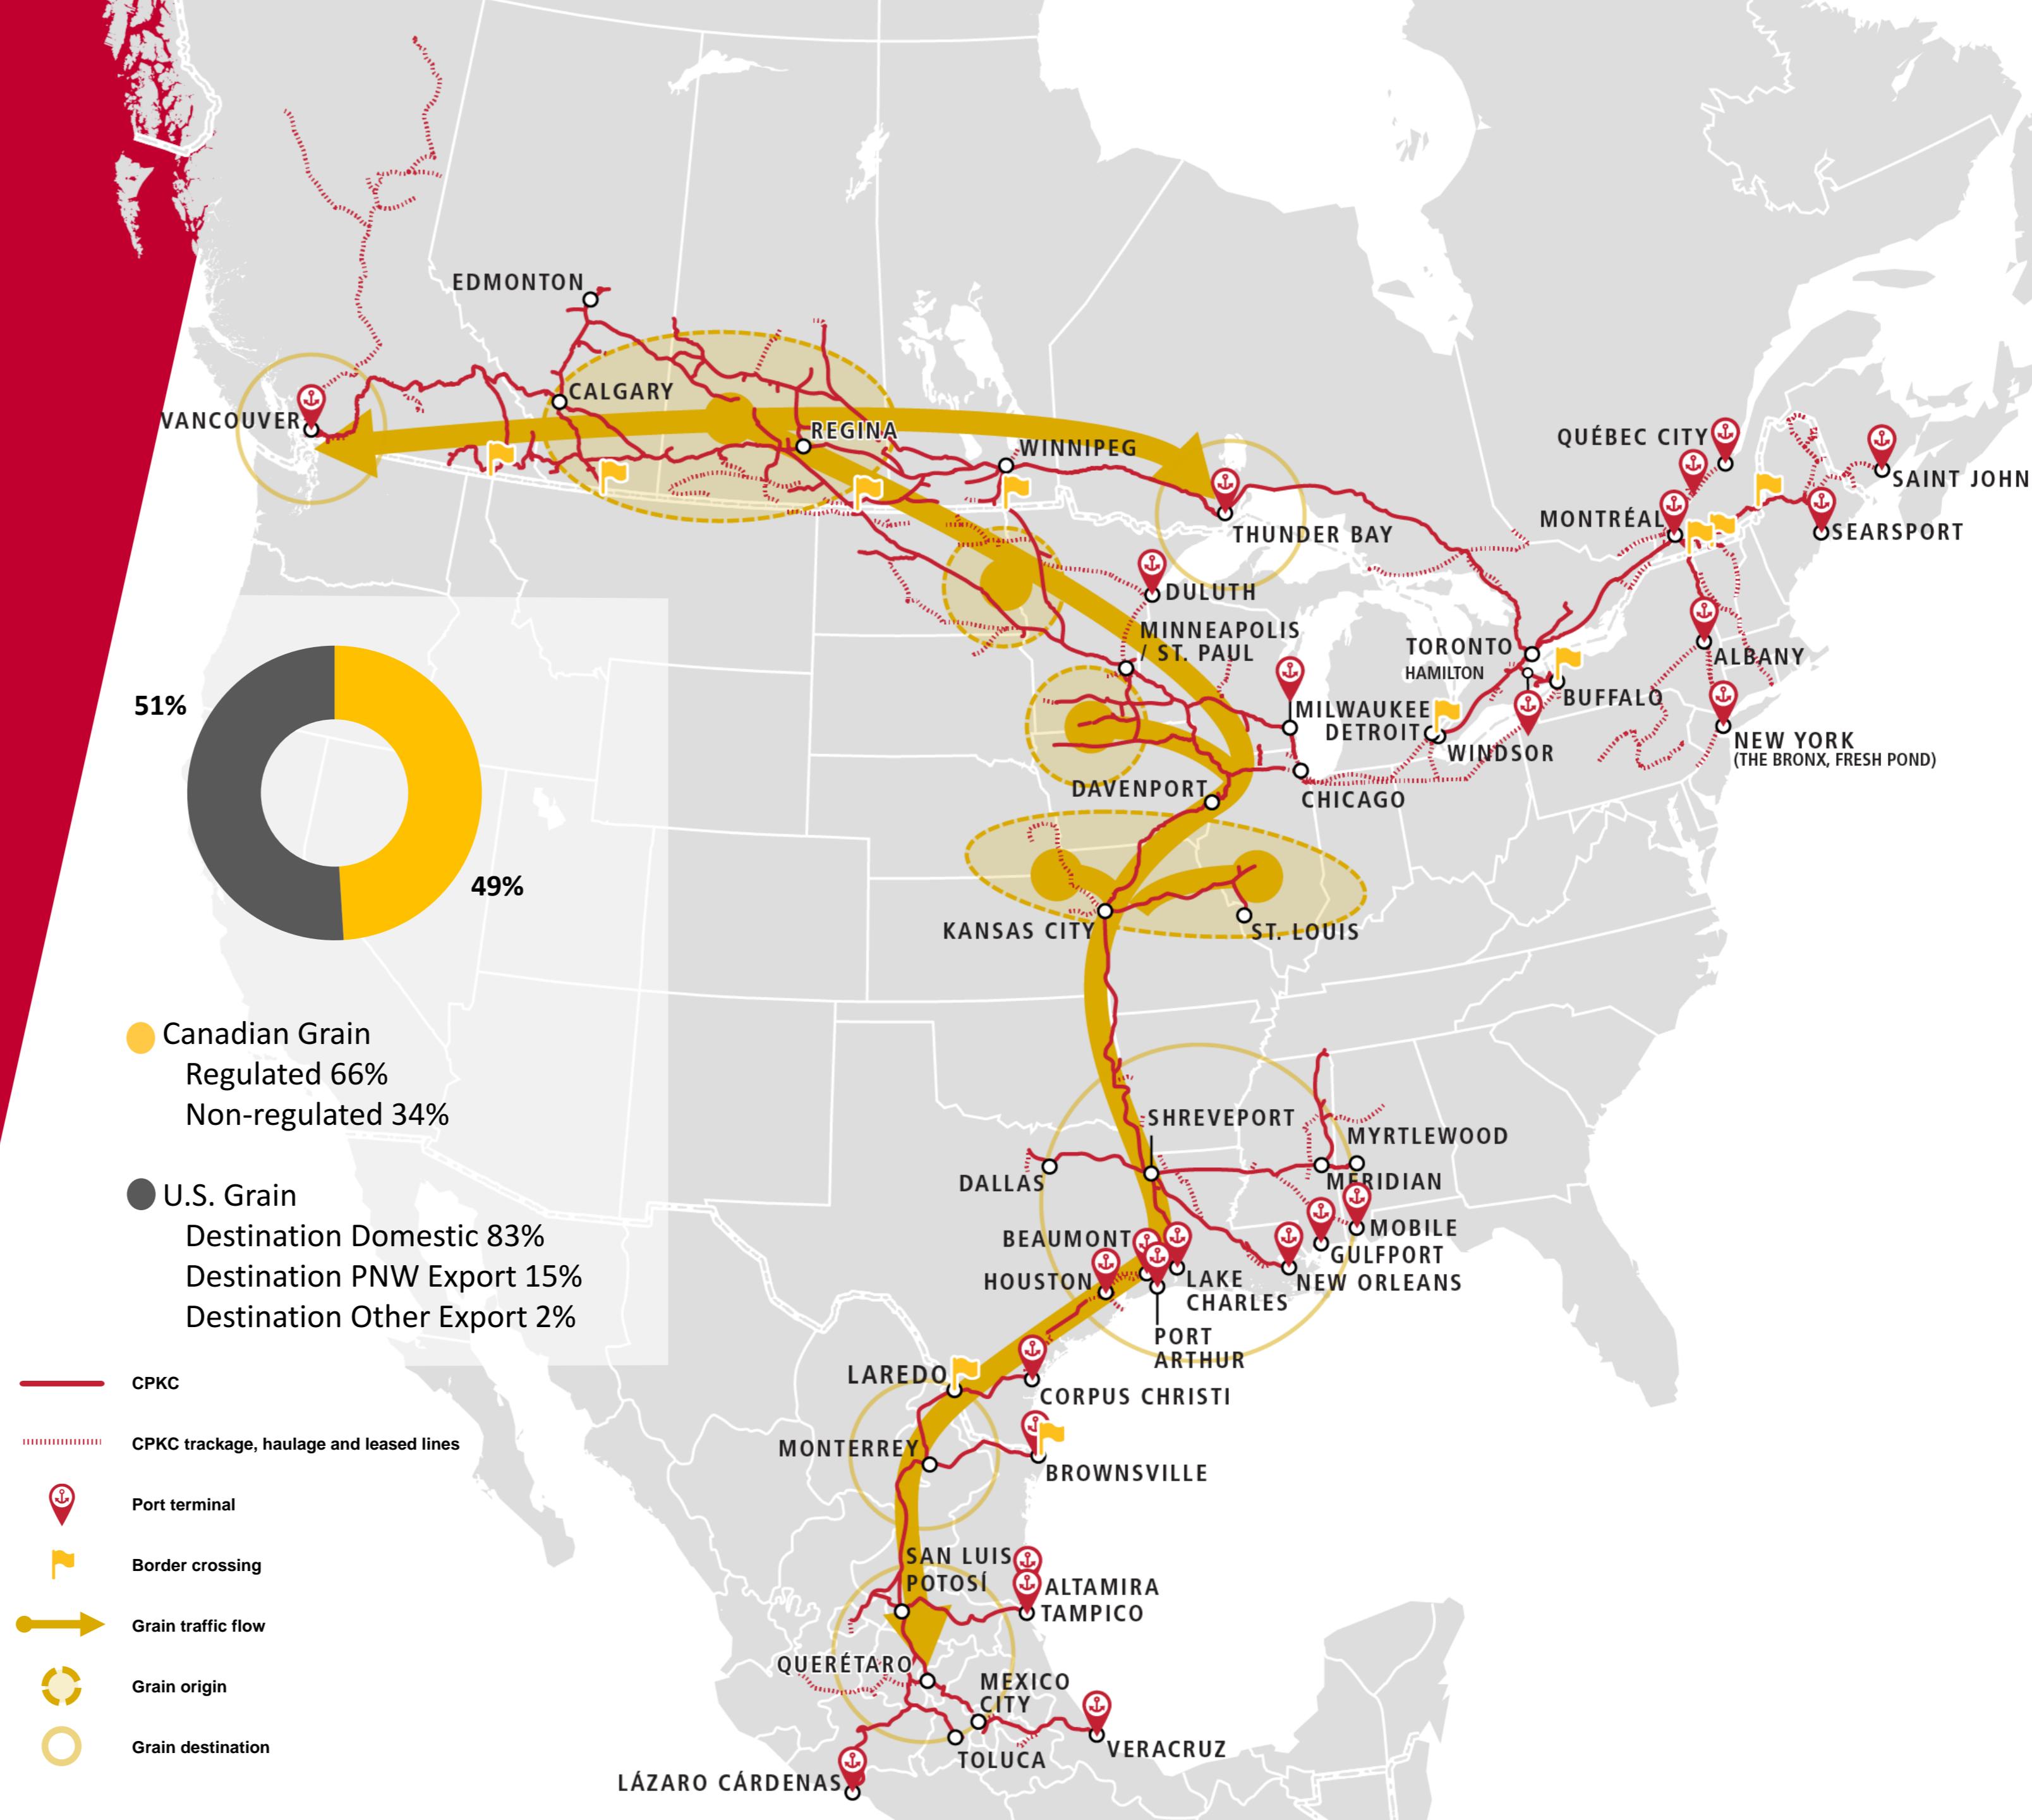 EDMONTON
CALGARY
VANCOUVER
REGINA
WINNIPEG
THUNDER BAY
QUÉBEC CITY
SAINT JOHN
MONTRÉAL
SEARSPORT
DULUTH
MINNEAPOLIS
/ ST. PAUL
TORONTO
HAMILTON
ALBANY
BUFFALO
MILWAUKEE
DETROIT
WINDSOR
NEW YORK
(THE BRONX, FRESH POND)
DAVENPORT
CHICAGO
51%
49%
KANSAS CITY
ST. LOUIS
Canadian Grain
Regulated 66%
Non-regulated 34%
U.S. Grain
Destination Domestic 83%
Destination PNW Export 15%
Destination Other Export 2%
SHREVEPORT
MYRTLEWOOD
DALLAS
MERIDIAN
MOBILE
BEAUMONT
GULFPORT
HOUSTON
LAKE
CHARLES
NEW ORLEANS
PORT
ARTHUR
LAREDO
CORPUS CHRISTI
MONTERREY
BROWNSVILLE
SAN LUIS
POTOSÍ
ALTAMIRA
TAMPICO
QUERÉTARO
MEXICO
CITY
TOLUCA
VERACRUZ
LÁZARO CÁRDENAS
CPKC
CPKC trackage, haulage and leased lines
Port terminal
Border crossing
Grain traffic flow
Grain origin
Grain destination